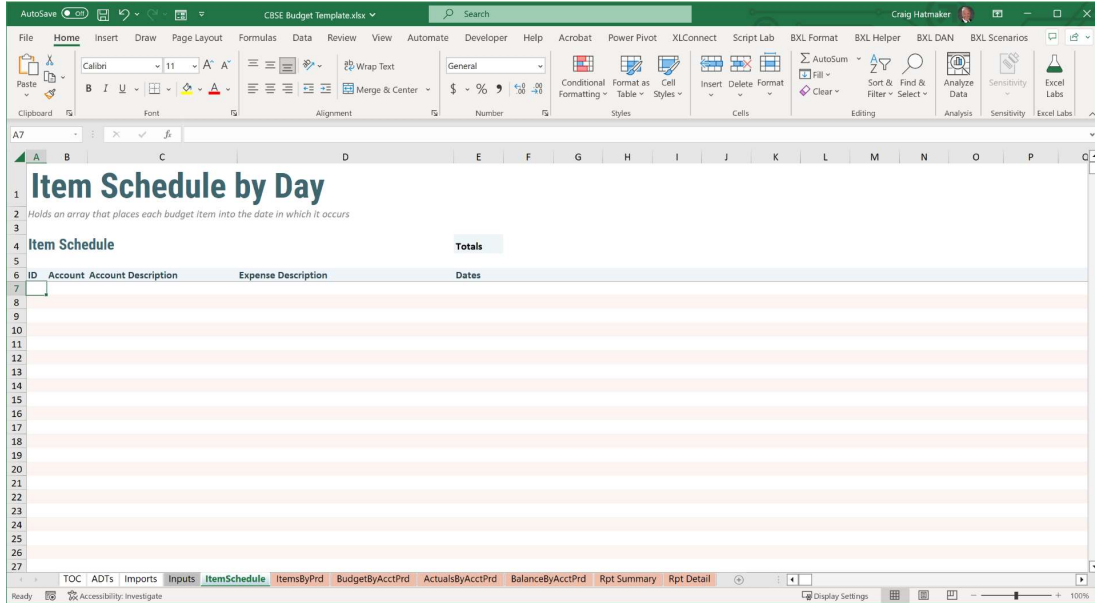 AutoSave Off CBSE Budget Template.xlsx Search Craig Hatmaker
File Home Insert Draw Page Layout Formulas Data Review View Automate Developer Help Acrobat Power Pivot XLConnect Script Lab BXL Format BXL Helper BXL DAN BXL Scenarios
Calibri 11 A A Wrap Text General Σ AutoSum
Paste Fill
B I U A Merge & Center $ % Conditional Format as Cell Insert Delete Format Clear Sort & Find & Analyze Sensitivity Excel
Formatting Table Styles Filter Select Data Labs
Clipboard Font Alignment Number Styles Cells Editing Analysis Sensitivity Excel Labs
A7 fx
A B C D E F G H I J K L M N O P Q
1 Item Schedule by Day
2 Holds an array that places each budget item into the date in which it occurs
3
4 Item Schedule Totals
5
6 ID Account Account Description Expense Description Dates
7
8
9
10
11
12
13
14
15
16
17
18
19
20
21
22
23
24
25
26
27
TOC ADTs Imports Inputs ItemSchedule ItemsByPrd BudgetByAcctPrd ActualsByAcctPrd BalanceByAcctPrd Rpt Summary Rpt Detail
Ready Accessibility: Investigate Display Settings 100%